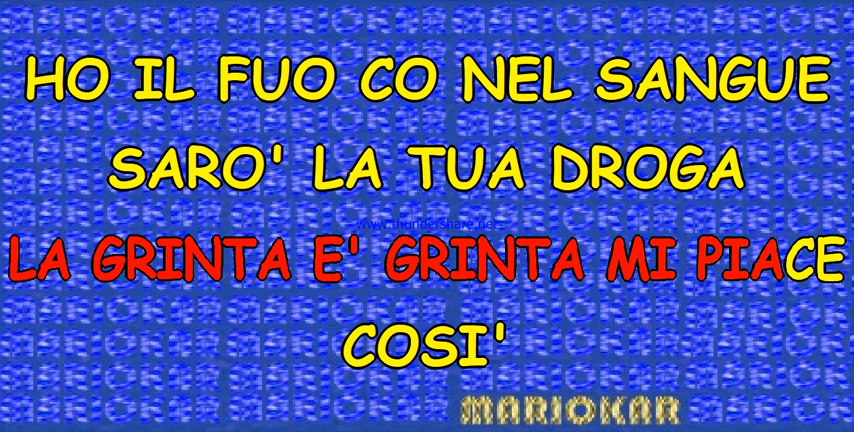 HO IL FUO CO NEL SANGUE
SARO' LA TUA DROGA
www.thundershare.net
LA GRINTA E' GRINTA MI PIACE
COSI'
MARIOKAR